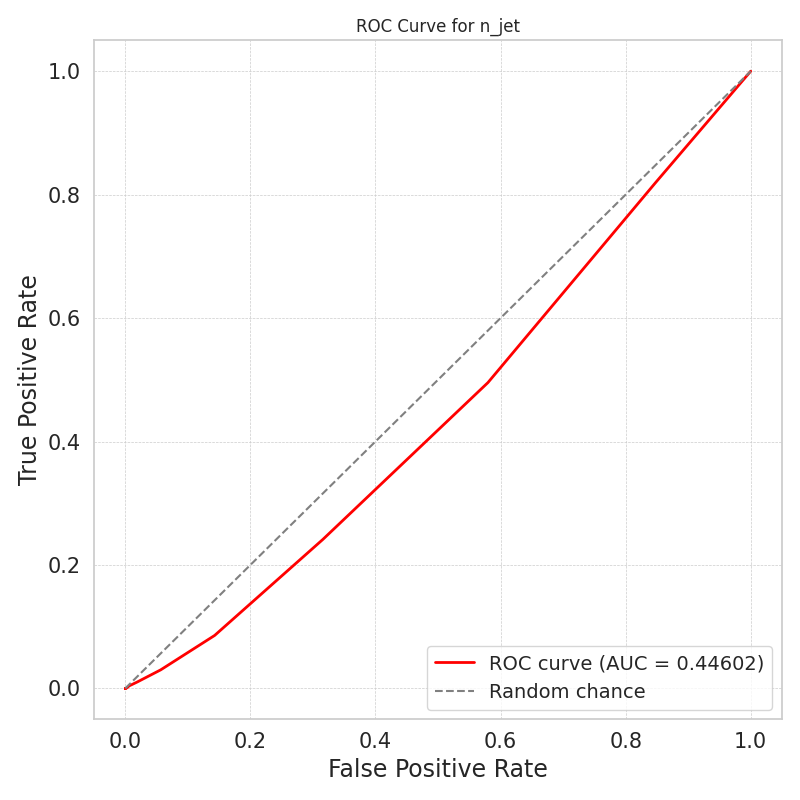 ROC Curve for n_jet
1.0
0.8
0.6
0.4
0.2
0.0
True Positive Rate
ROC curve (AUC = 0.44602)
Random chance
0.0 0.2 0.4 0.6 0.8 1.0
False Positive Rate